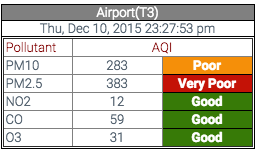 Airport(T3)
Thu, Dec 10, 2015 23:27:53 pm
Pollutant AQI
PM10 283 Poor
PM2.5 383 Very Poor
NO2 12 Good
CO 59 Good
O3 31 Good